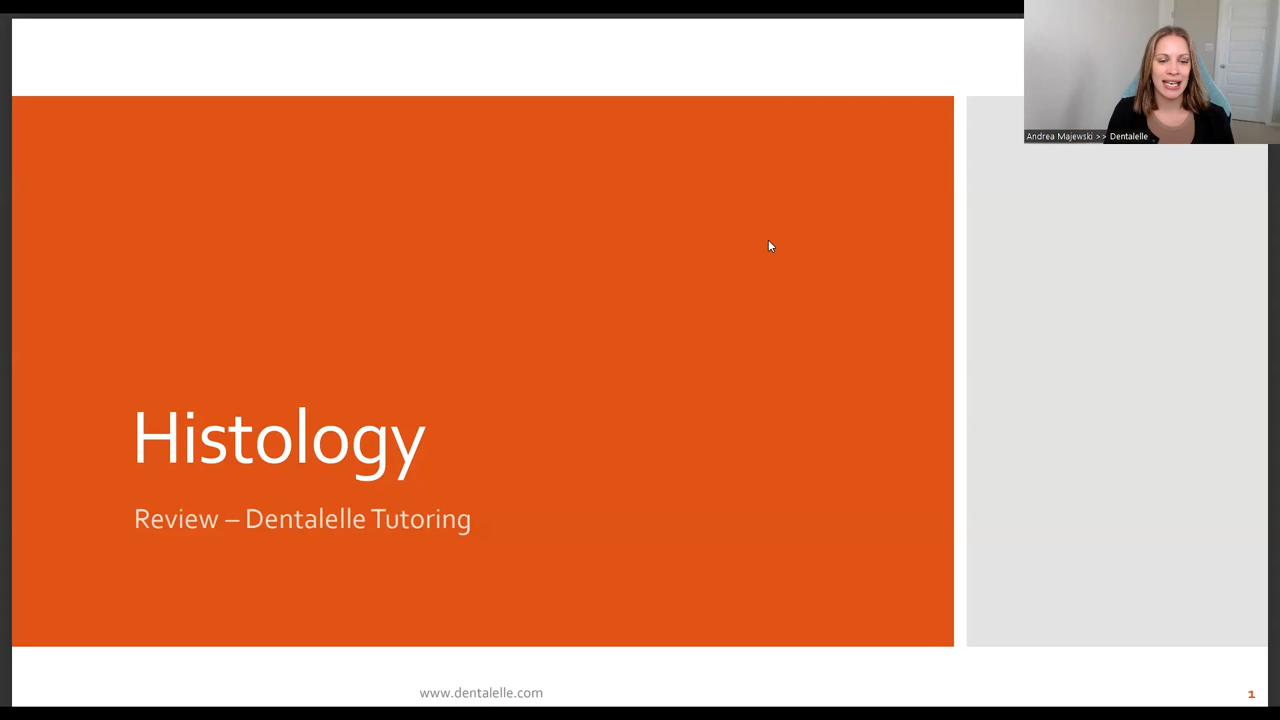 Andrea Majewski >> Dentalelle
Histology
Review – Dentalelle Tutoring
www.dentalelle.com
1